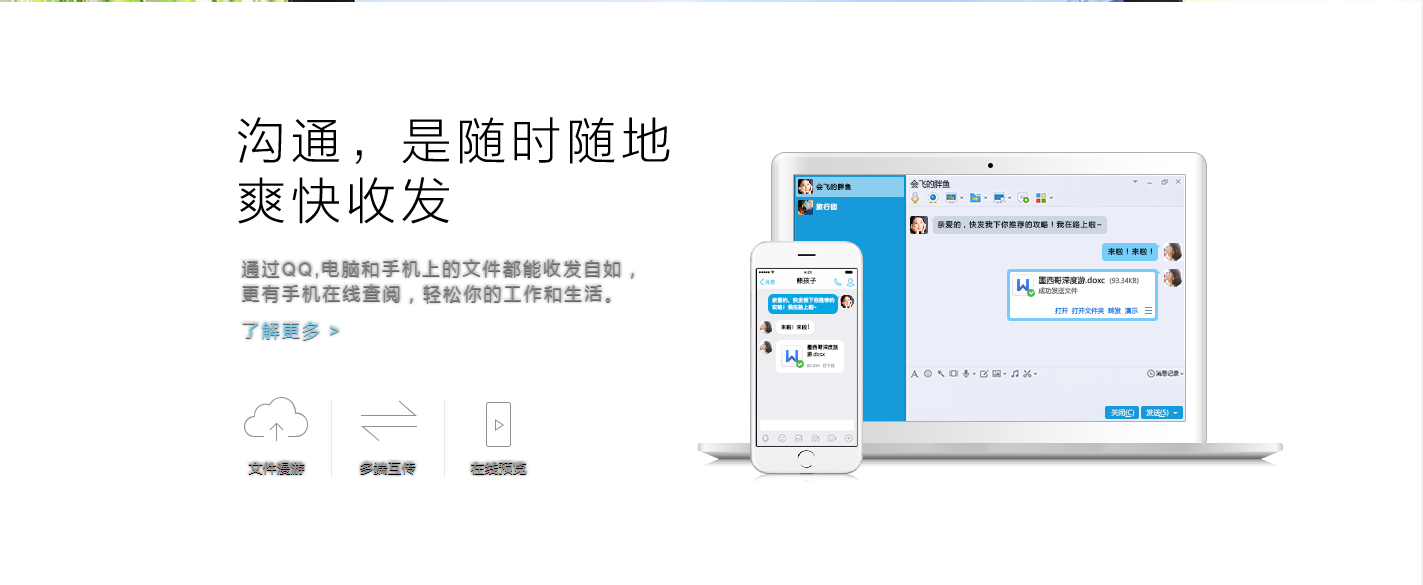 沟通，是随时随地
爽快收发
通过QQ,电脑和手机上的文件都能收发自如，
更有手机在线查阅，轻松你的工作和生活。
了解更多 >
文件漫游
多端互传
在线预览
会飞的胖鱼
旅行团
会飞的胖鱼
亲爱的，快发我下你推荐的攻略！我在路上啦~
来啦！来啦！
墨西哥深度游.doxc (93.34KB)
成功发送文件
打开 打开文件夹 转发 演示
消息记录
关闭(C) 发送(S)
消息
熊孩子
亲爱的，快发我下你推荐的
攻略！我在路上啦~
来啦！来啦！
墨西哥深度旅
游.docx